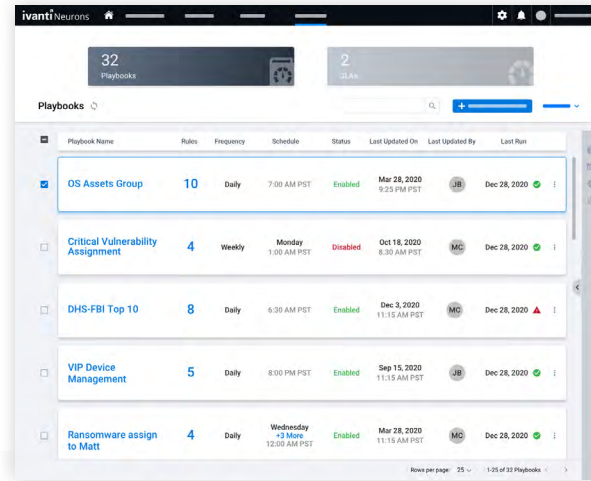 ivanti Neurons
32
Playbooks
2
SLAs
Playbooks
Playbook Name Rules Frequency Schedule Status Last Updated On Last Updated By Last Run
OS Assets Group 10 Daily 7:00 AM PST Enabled Mar 28, 2020 9:25 PM PST JB Dec 28, 2020
Critical Vulnerability Assignment 4 Weekly Monday 1:00 AM PST Disabled Oct 18, 2020 8.30 AM PST MC Dec 28, 2020
DHS-FBI Top 10 8 Daily 6:30 AM PST Enabled Dec 3, 2020 11:15 AM PST MC Dec 28, 2020
VIP Device Management 5 Daily 8:00 PM PST Enabled Sep 15, 2020 11:15 AM PST JB Dec 28, 2020
Ransomware assign to Matt 4 Daily Wednesday +3 More 12:00 AM PST Enabled Mar 28, 2020 11:15 AM PST MC Dec 28, 2020
Rows per page: 25 1-25 of 32 Playbooks